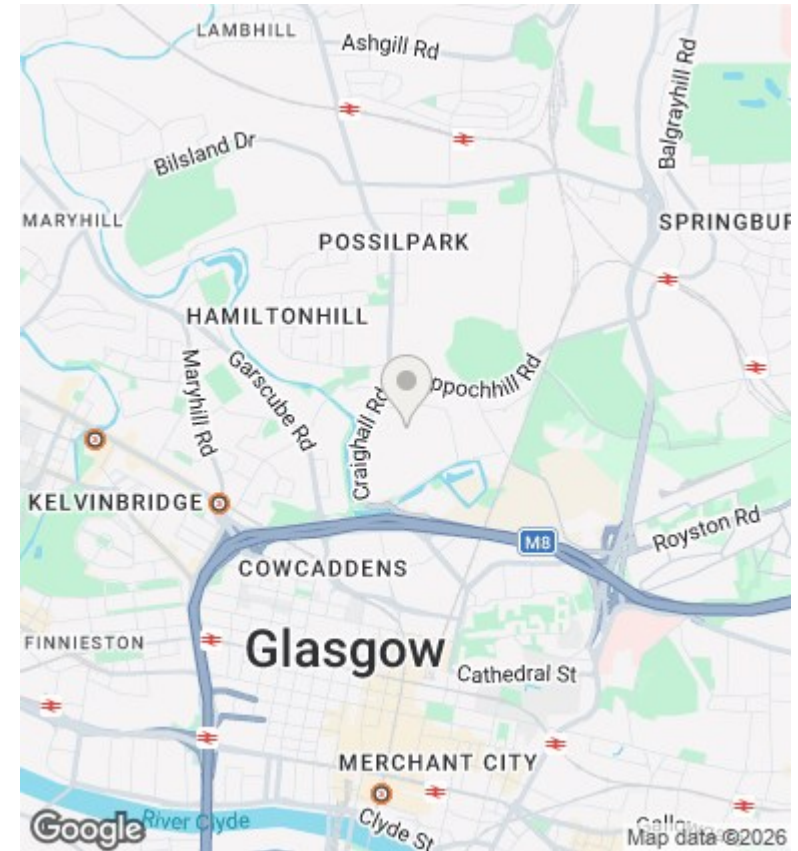 LAMBHILL
Ashgill Rd
Balgrayhill Rd
Bilsland Dr
MARYHILL
POSSILPARK
SPRINGBUR
HAMILTONHILL
Maryhill Rd
Garscube Rd
ppochhill Rd
Craighall Rd
KELVINBRIDGE
M8
Royston Rd
COWCADDENS
FINNIESTON
Glasgow
Cathedral St
MERCHANT CITY
River Clyde
Clyde St
Google
Map data ©2026